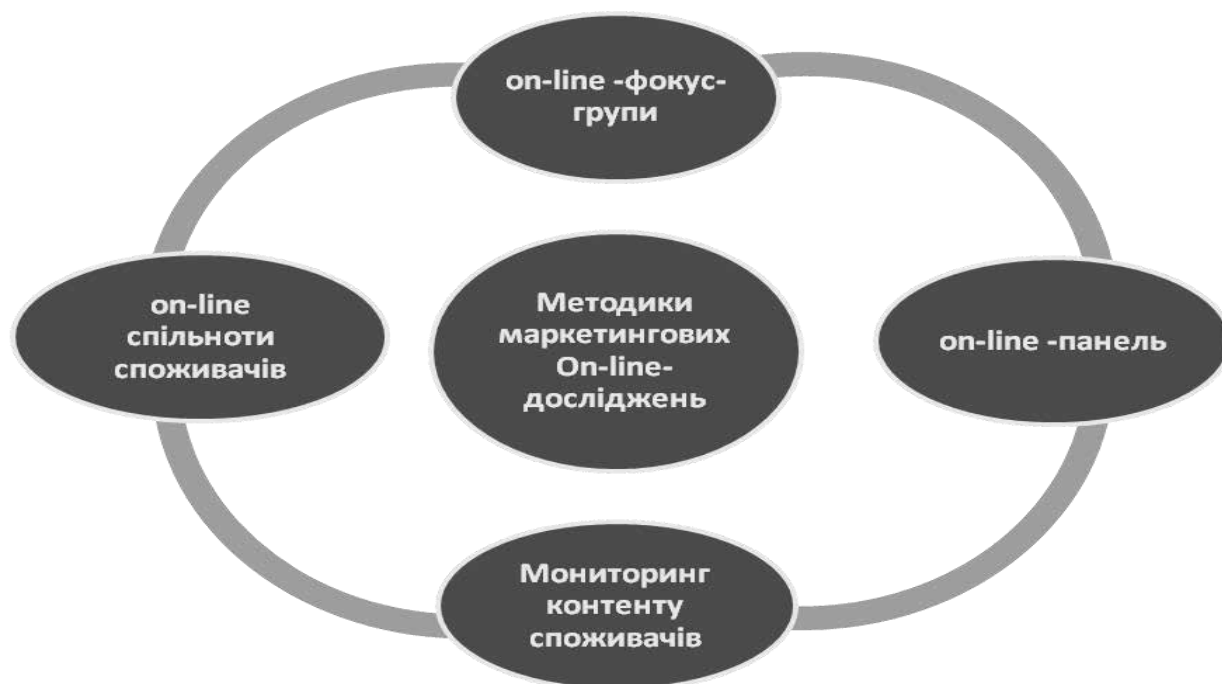 on-line -фокус-
групи
on-line
спільноти
споживачів
Методики
маркетингових
On-line-
досліджень
on-line -панель
Мониторинг
контенту
споживачів